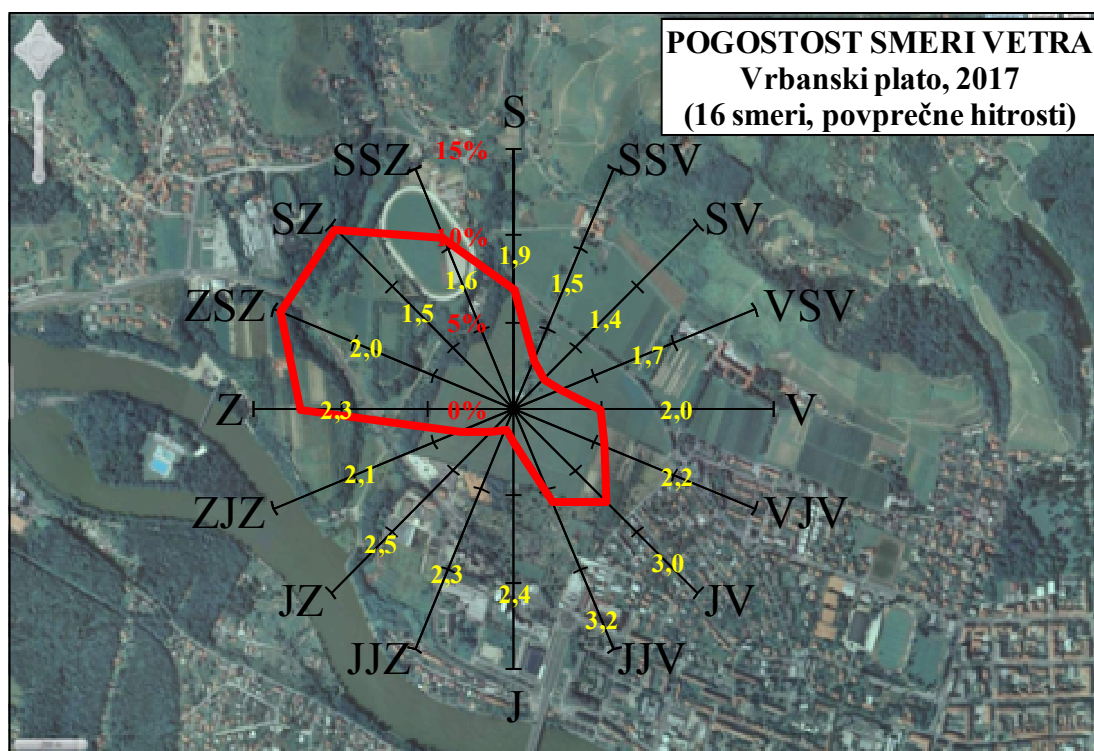 POGOSTOST SMERI VETRA
Vrbanski plato, 2017
(16 smeri, povprečne hitrosti)
S
15%
SSZ
SSV
SZ
SV
10%
1,9
1,6
1,5
ZSZ
VSV
1,5
1,4
5%
2,0
1,7
Z
2,3
0%
2,0
V
2,1
2,2
ZJZ
VJV
2,5
3,0
JZ
2,3
2,4
JV
3,2
JJZ
JJV
J